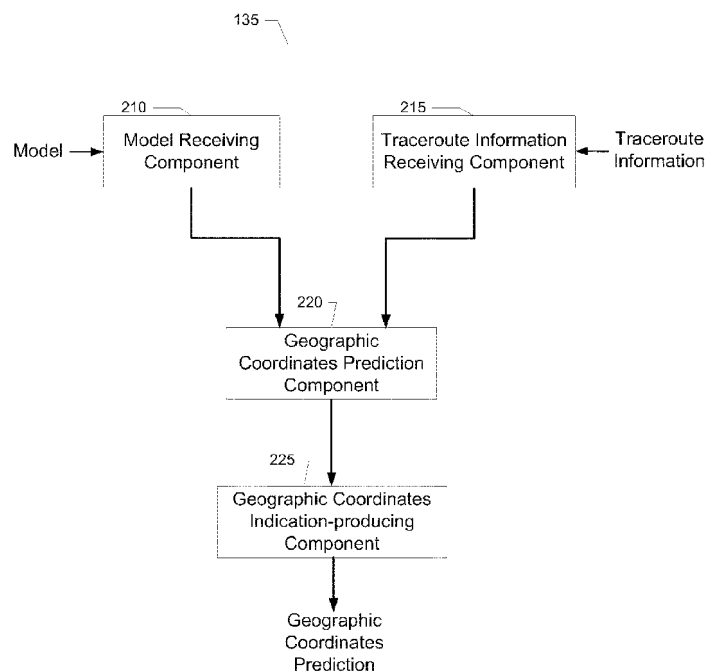 135
210
215
Model
Model Receiving
Component
Traceroute Information
Receiving Component
Traceroute
Information
220
Geographic
Coordinates Prediction
Component
225
Geographic Coordinates
Indication-producing
Component
Geographic
Coordinates
Prediction